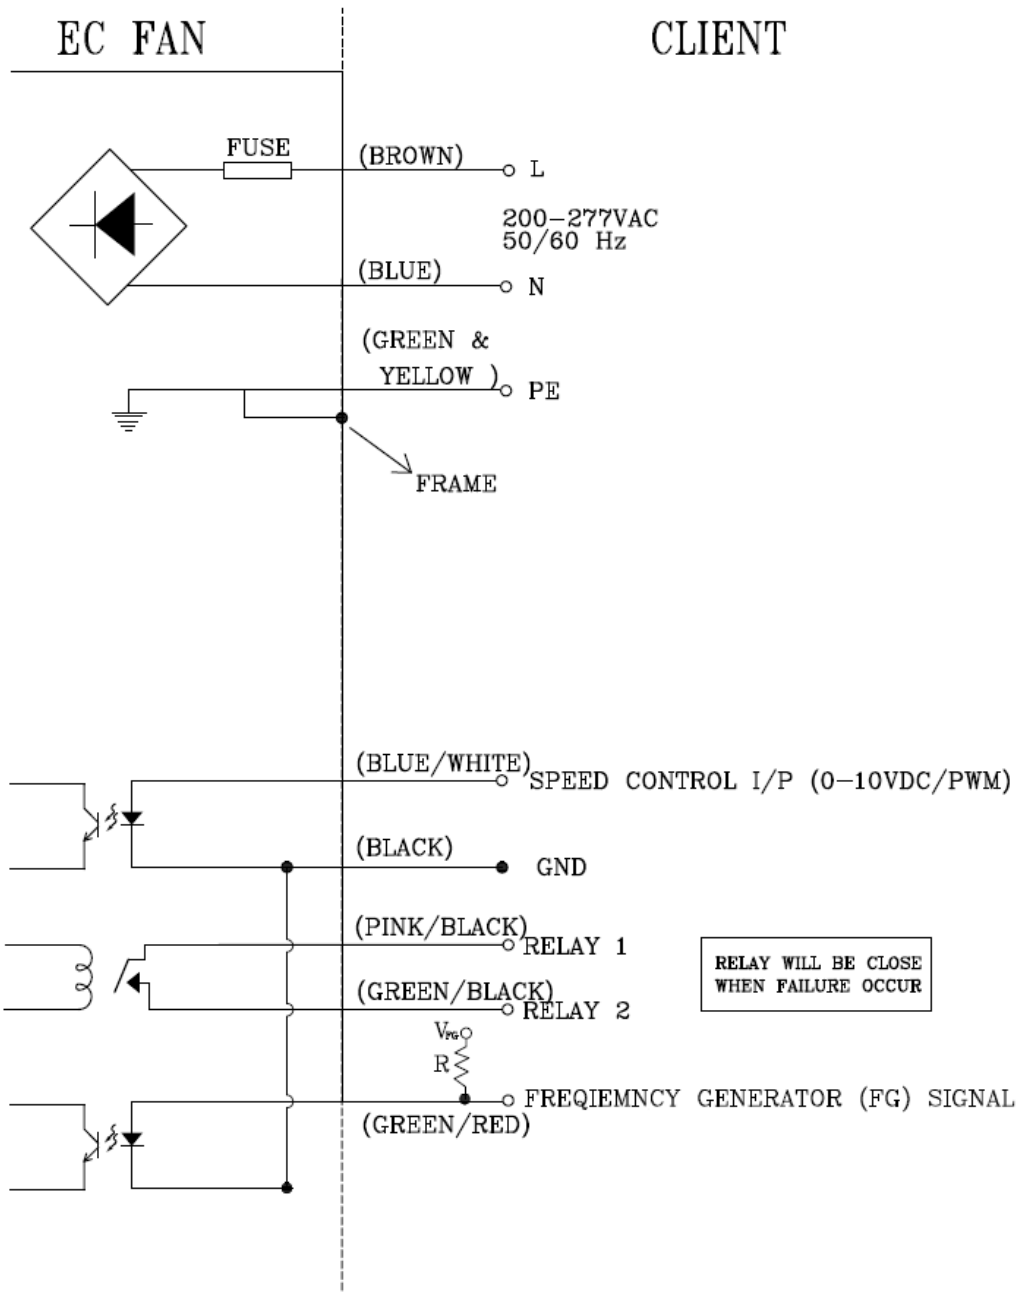 EC FAN
CLIENT
FUSE
(BROWN)
L
200-277VAC
50/60 Hz
(BLUE)
N
(GREEN &
YELLOW )
PE
FRAME
(BLUE/WHITE)
SPEED CONTROL I/P (0-10VDC/PWM)
(BLACK)
GND
(PINK/BLACK)
RELAY 1
RELAY WILL BE CLOSE
WHEN FAILURE OCCUR
(GREEN/BLACK)
RELAY 2
VFG
R
FREQIEMNCY GENERATOR (FG) SIGNAL
(GREEN/RED)